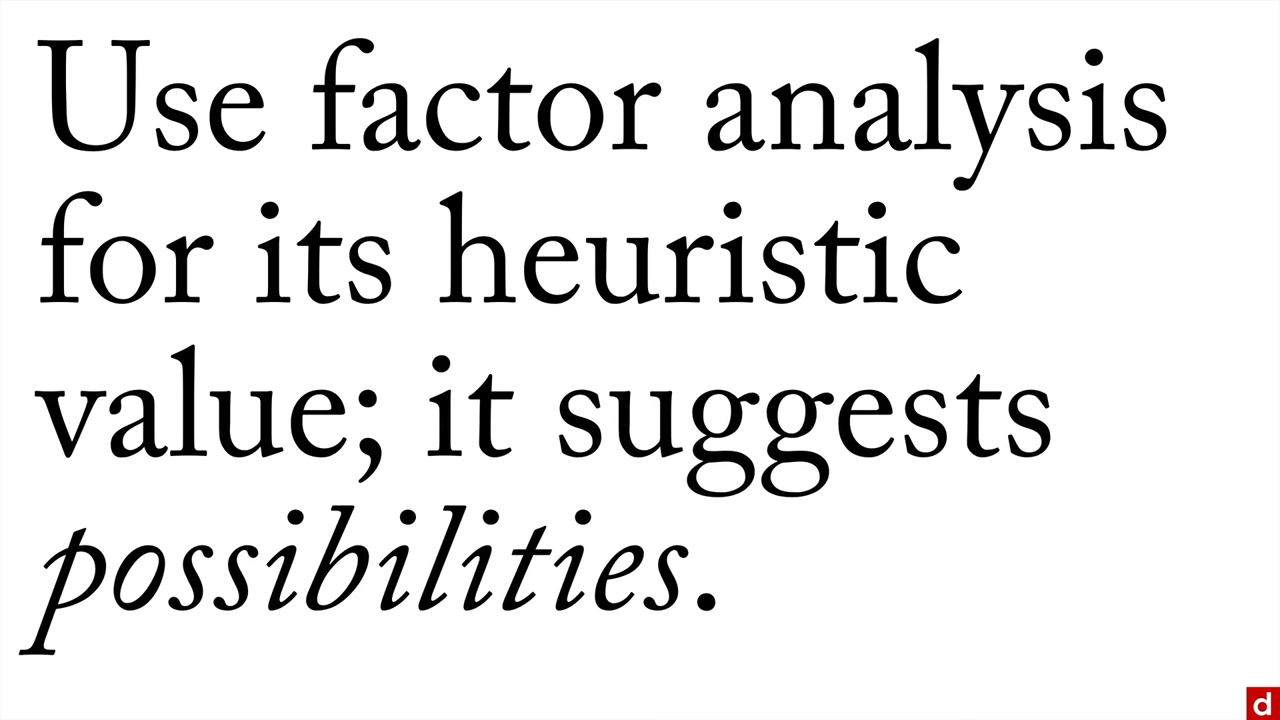 Use factor analysis
for its heuristic
value; it suggests
possibilities.
d